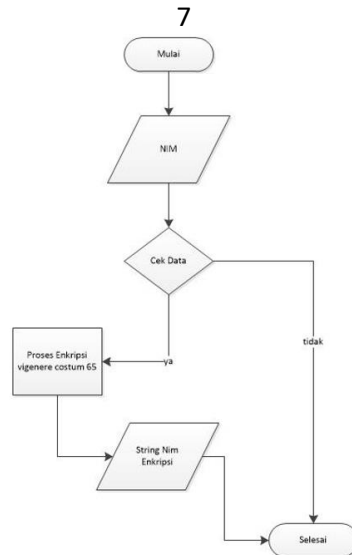 7
Mulai
NIM
Cek Data
tidak
ya
Proses Enkripsi
vigenere costum 65
String Nim
Enkripsi
Selesai